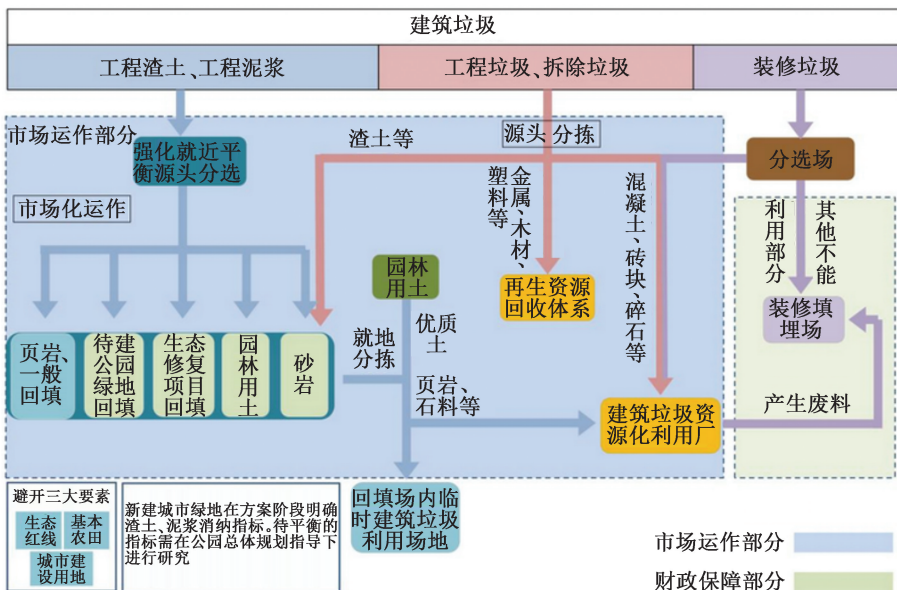 建筑垃圾
工程渣土、工程泥浆
工程垃圾、拆除垃圾
装修垃圾
市场运作部分
强化就近平
衡源头分选
市场化运作
渣土等
源头分拣
分选场
金属、木材、
塑料等
混凝土、砖块、碎石等
其他不能
利用部分
园林
用土
再生资源
回收体系
装修填
埋场
页岩、
一般
回填
待建
公园
绿地
回填
生态
修复
项目
回填
园林
用土
砂
岩
就地
分拣
优质
土
页岩、
石料等
建筑垃圾资
源化利用厂
产生废料
避开三大要素
生态
红线
基本
农田
城市建
设用地
新建城市绿地在方案阶段明确
渣土、泥浆消纳指标。待平衡的
指标需在公园总体规划指导下
进行研究
回填场内临
时建筑垃圾
利用场地
市场运作部分
财政保障部分